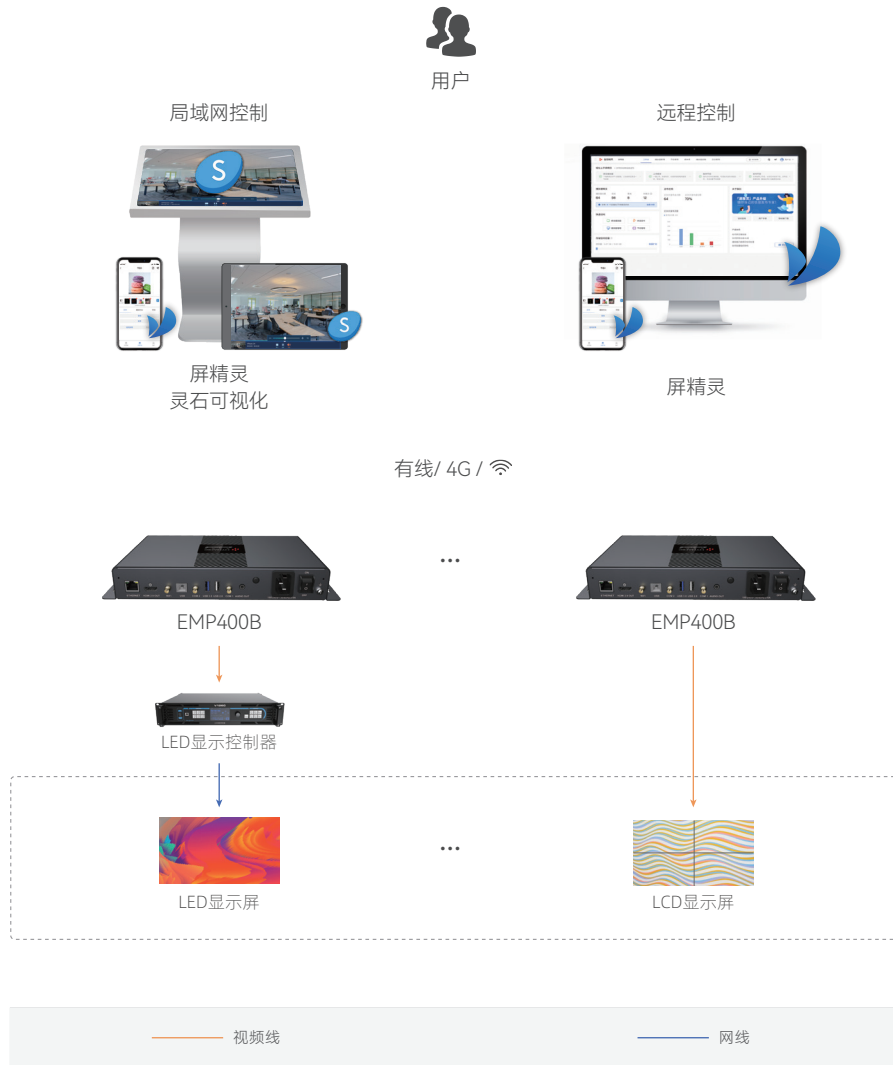 用户
局域网控制
远程控制
S
S
屏精灵
灵石可视化
屏精灵
有线/ 4G /
...
EMP400B
EMP400B
LED显示控制器
...
LED显示屏
LCD显示屏
视频线
网线